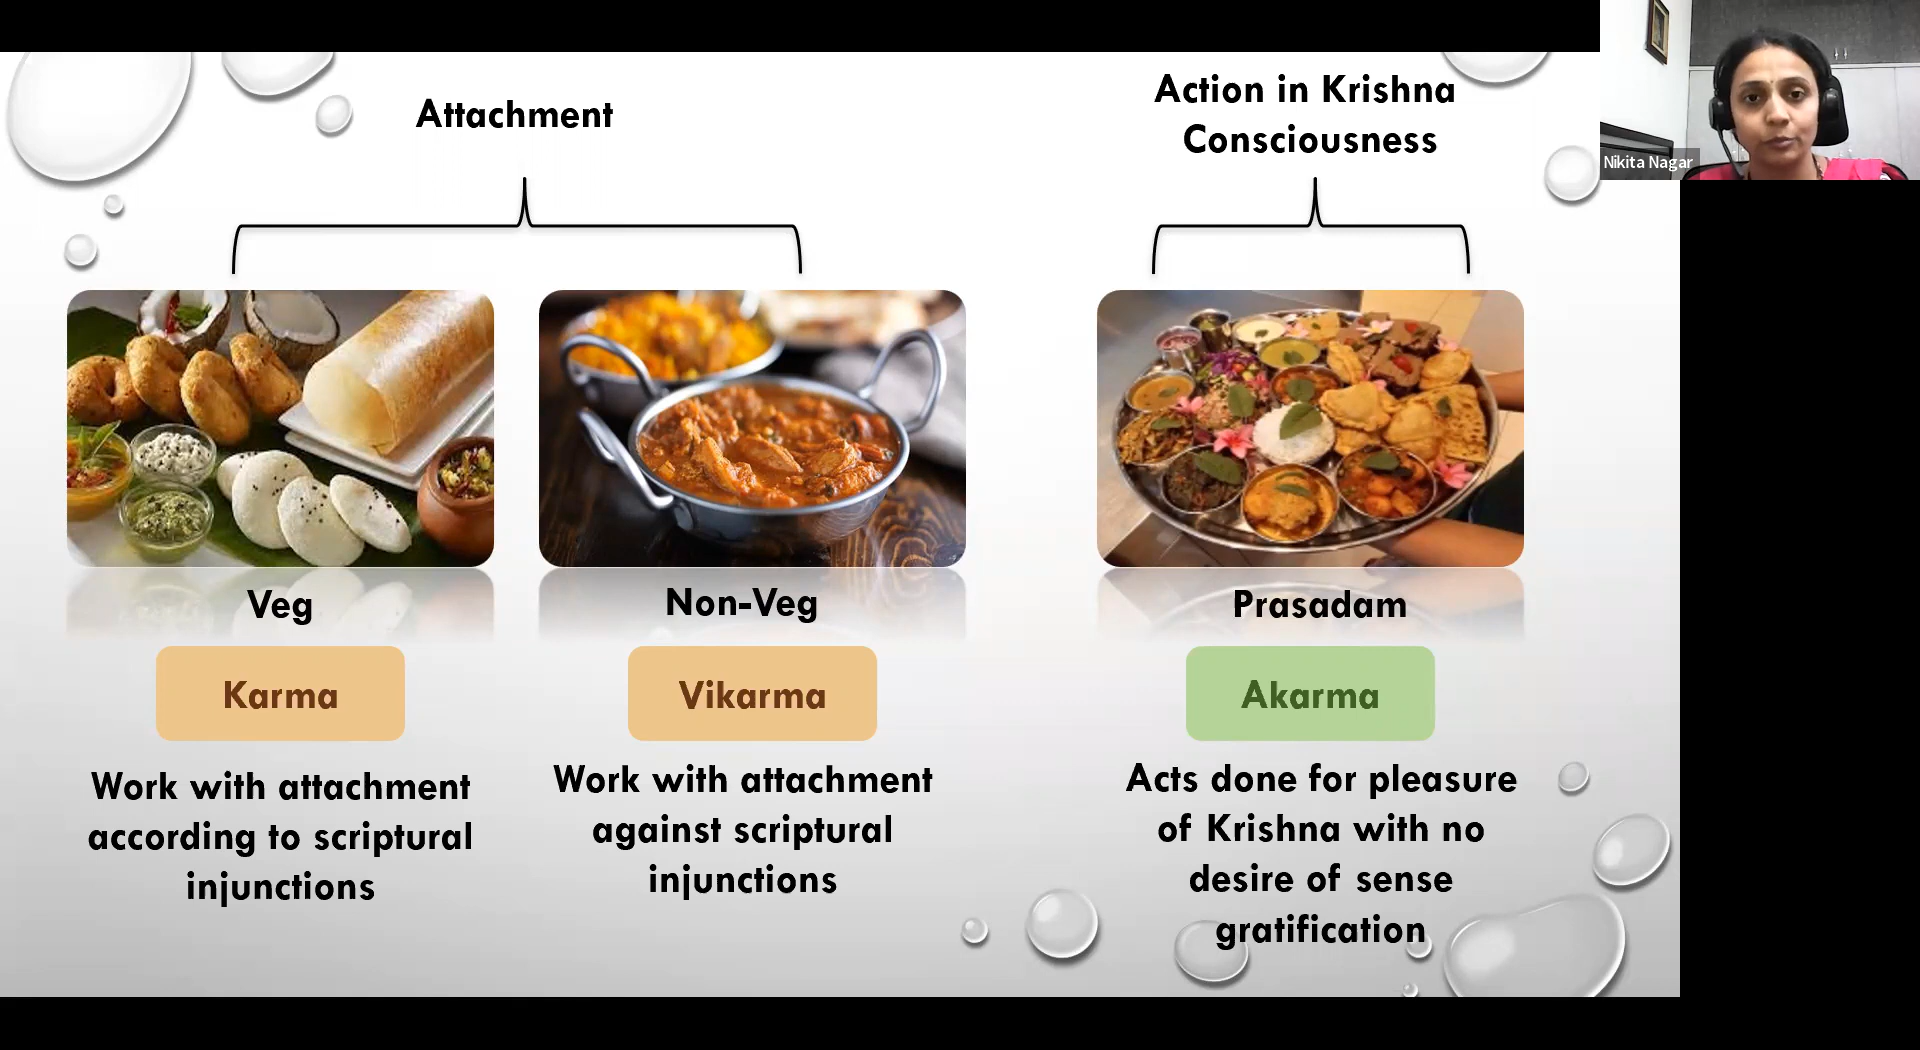 Attachment
Action in Krishna
Consciousness
Nikita Nagar
Veg
Non-Veg
Prasadam
Karma
Vikarma
Akarma
Work with attachment
according to scriptural
injunctions
Work with attachment
against scriptural
injunctions
Acts done for pleasure
of Krishna with no
desire of sense
gratification